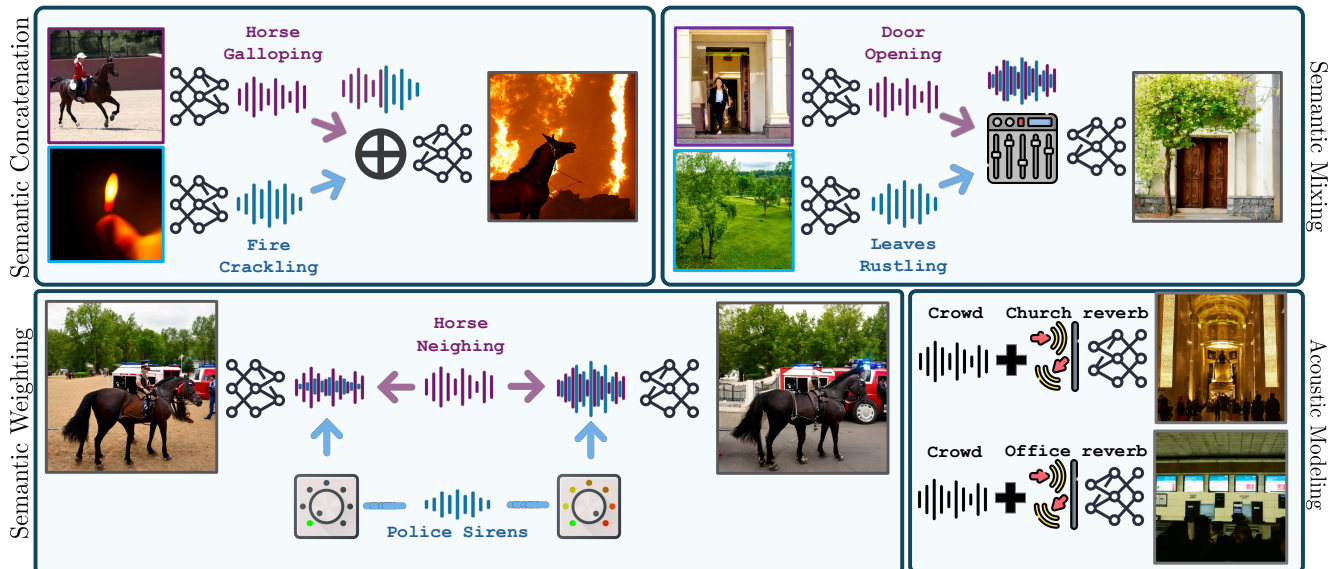 Semantic Concatenation
Horse
Galloping
Fire
Crackling
Door
Opening
Leaves
Rustling
Semantic Mixing
Semantic Weighting
Horse
Neighing
Police Sirens
Crowd
Church reverb
Crowd
Office reverb
Acoustic Modeling